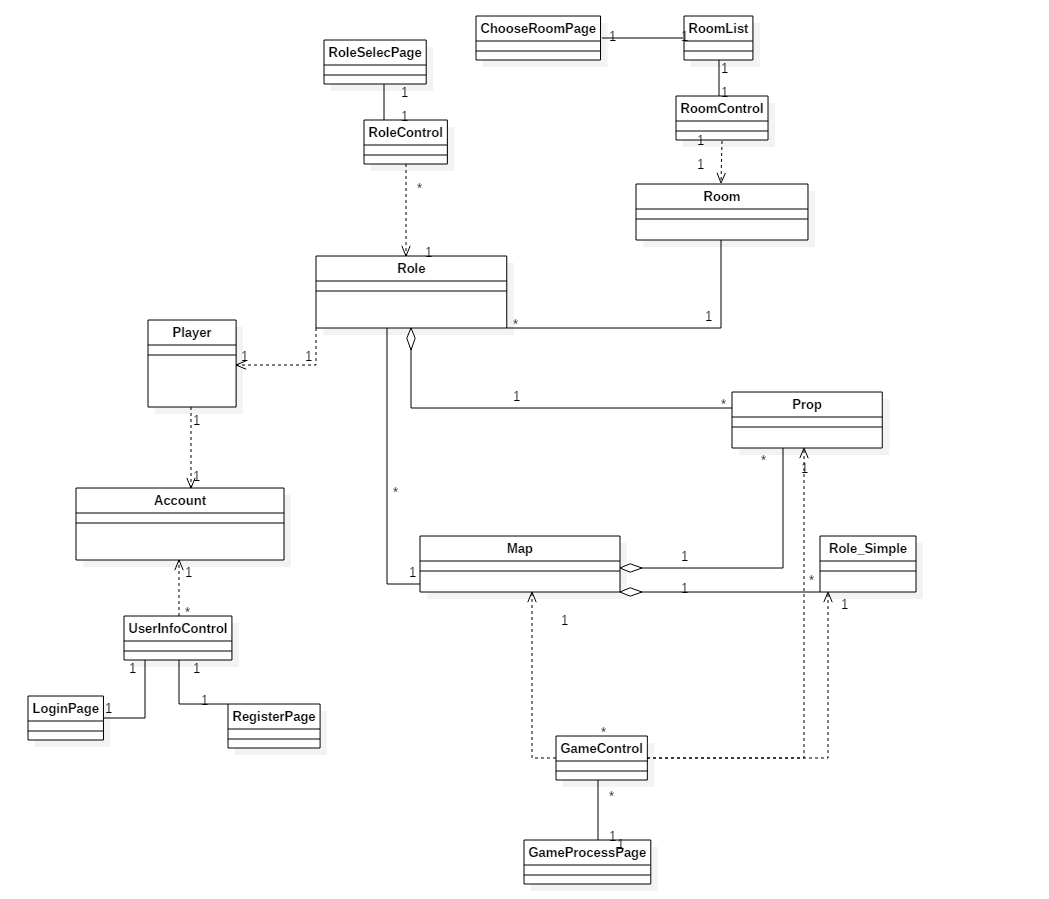 ChooseRoomPage
1
1
RoomList
RoleSelecPage
1
1
1
1
RoleControl
RoomControl
1
1
*
Room
1
Role
*
1
Player
1
1
1
*
Prop
1
*
1
1
*
Account
Map
1
*
Role_Simple
1
1
1
*
1
1
*
UserInfoControl
1
1
LoginPage
1
1
RegisterPage
*
GameControl
*
1
1
GameProcessPage